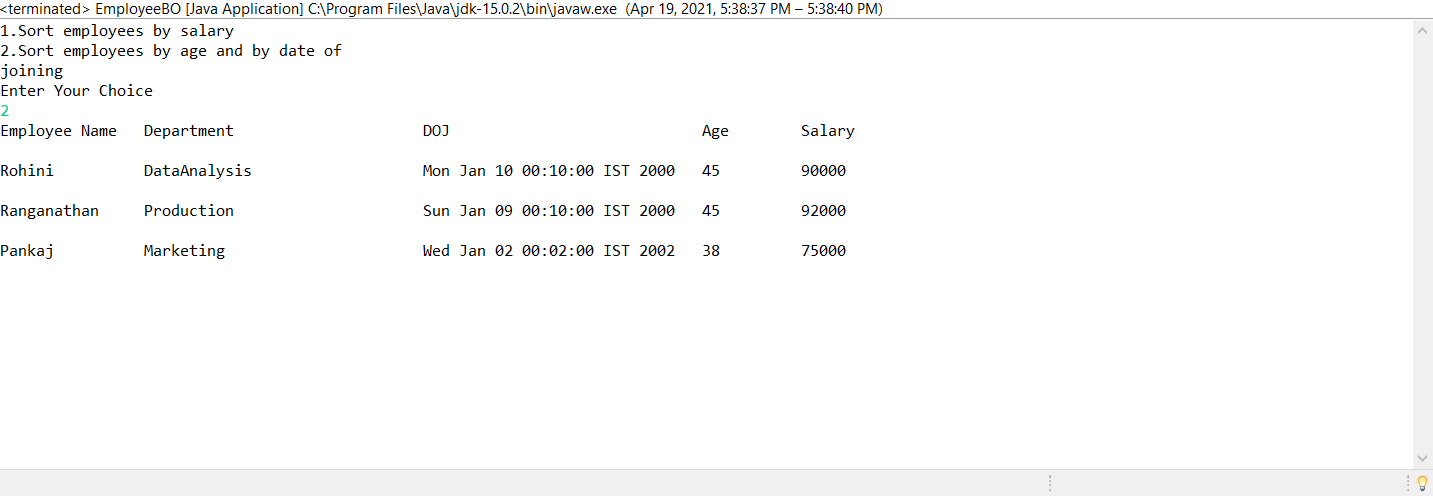 <terminated> EmployeeBO [Java Application] C:\Program Files\Java\jdk-15.0.2\bin\javaw.exe  (Apr 19, 2021, 5:38:37 PM – 5:38:40 PM)
1.Sort employees by salary
2.Sort employees by age and by date of
joining
Enter Your Choice
2
Employee Name   Department                     DOJ                            Age        Salary
Rohini          DataAnalysis                   Mon Jan 10 00:10:00 IST 2000   45         90000
Ranganathan     Production                     Sun Jan 09 00:10:00 IST 2000   45         92000
Pankaj          Marketing                      Wed Jan 02 00:02:00 IST 2002   38         75000